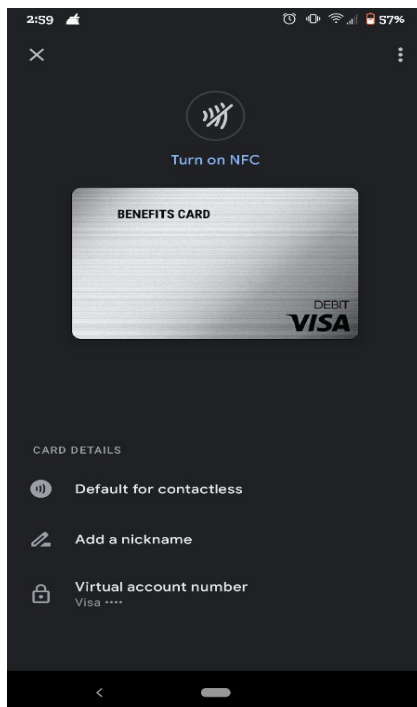 2:59
57%
Turn on NFC
BENEFITS CARD
DEBIT
VISA
CARD DETAILS
Default for contactless
Add a nickname
Virtual account number
Visa ····